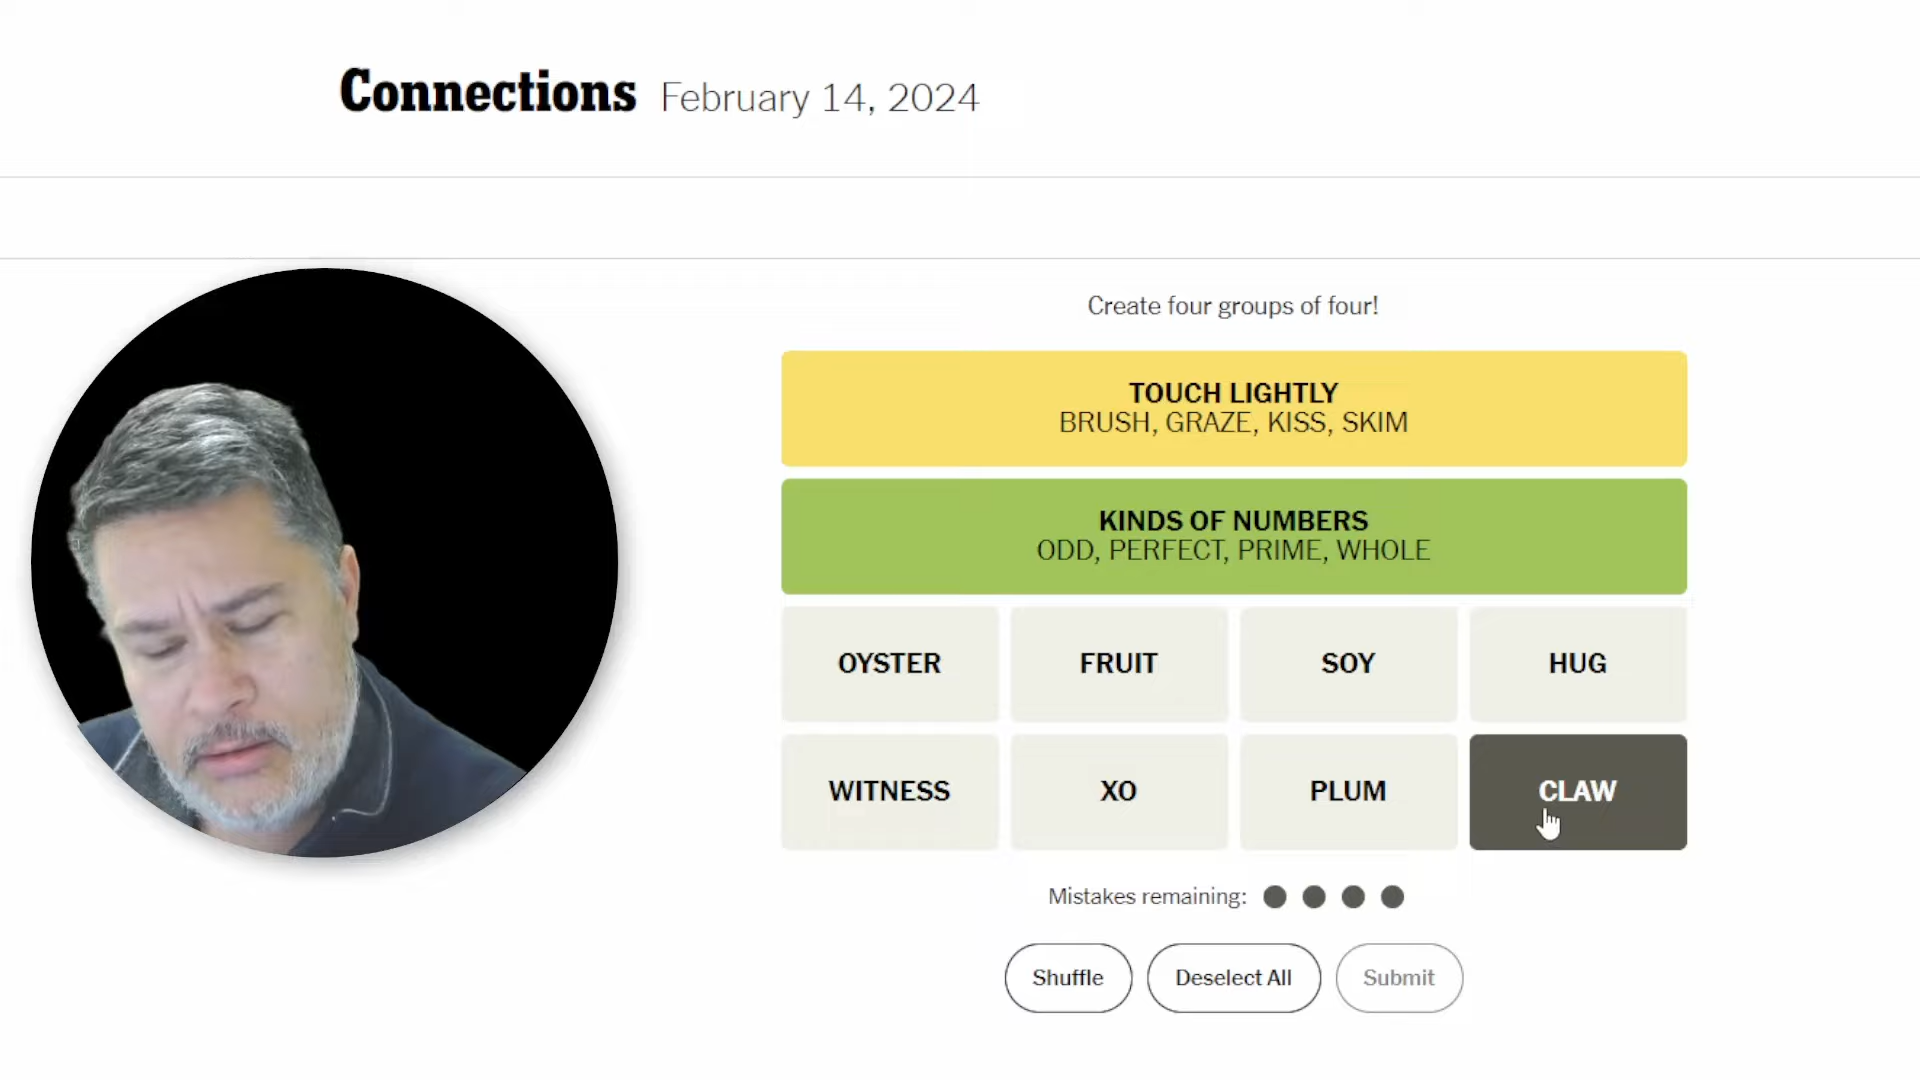 Connections February 14, 2024
Create four groups of four!
TOUCH LIGHTLY
BRUSH, GRAZE, KISS, SKIM
KINDS OF NUMBERS
ODD, PERFECT, PRIME, WHOLE
OYSTER FRUIT SOY HUG
WITNESS XO PLUM CLAW
Mistakes remaining:
Shuffle Deselect All Submit